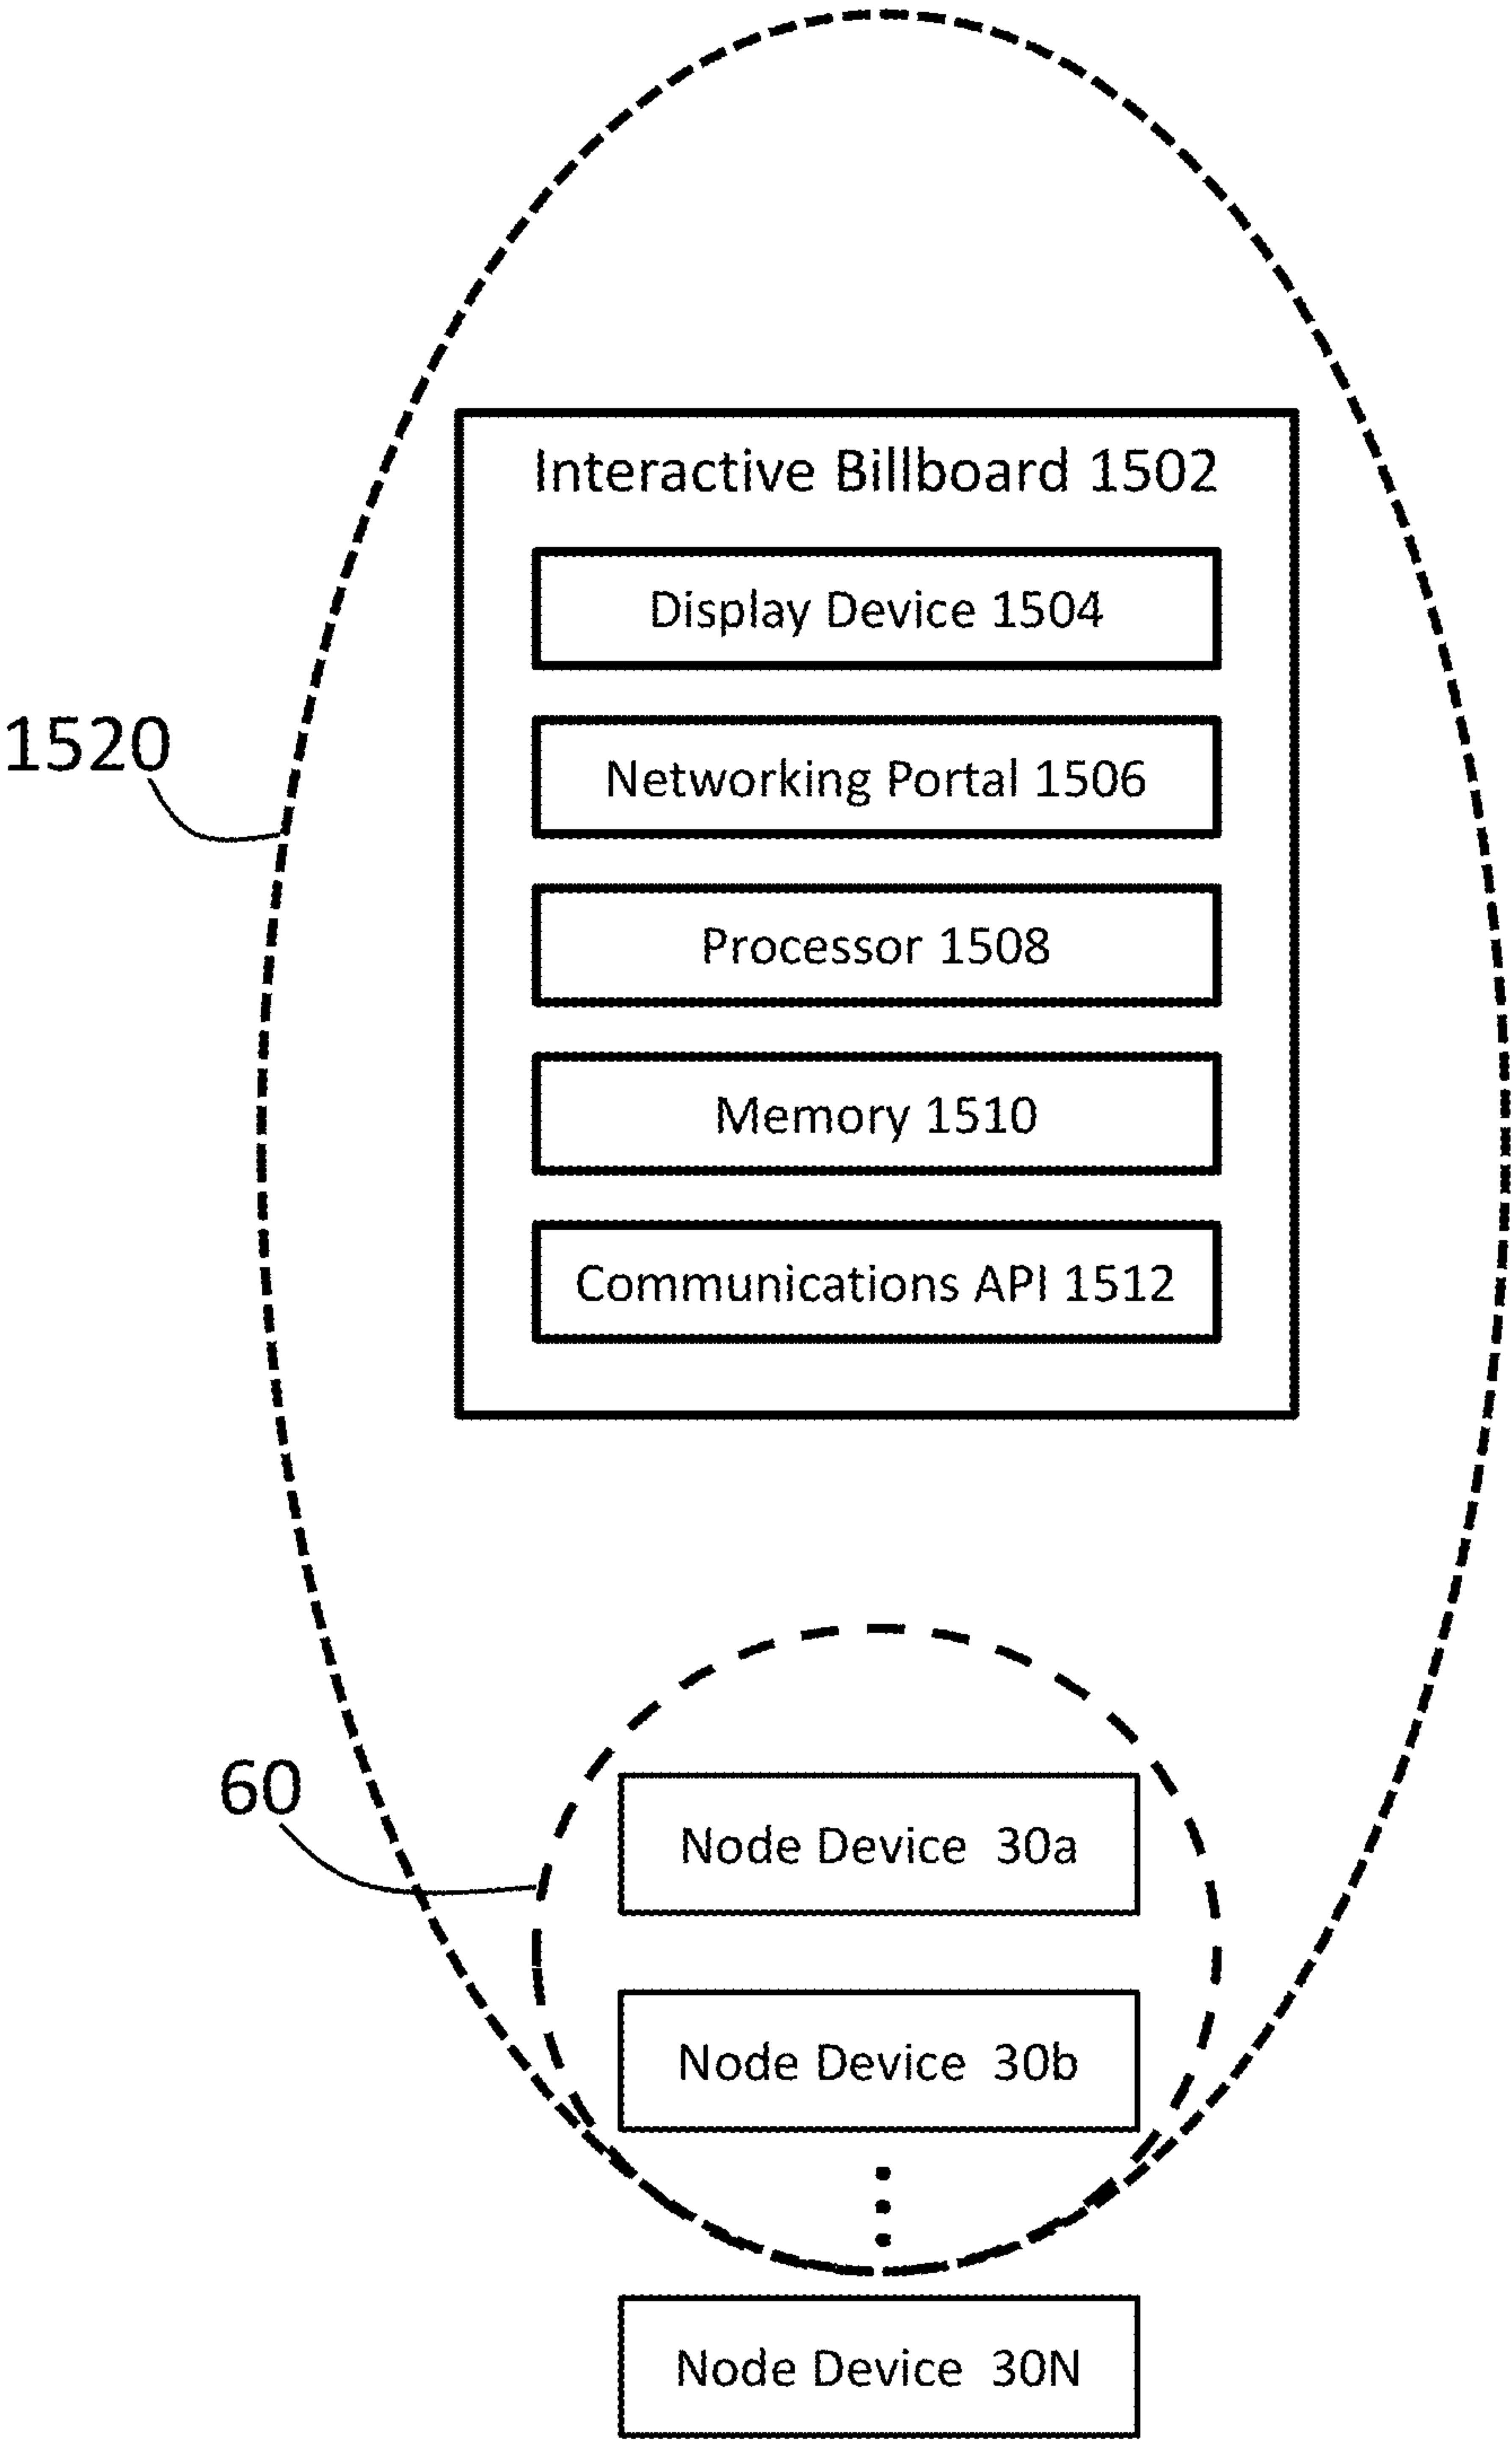 Interactive Billboard 1502
Display Device 1504
1520
Networking Portal 1506
Processor 1508
Memory 1510
Communications API 1512
60
Node Device 30a
Node Device 30b
Node Device 30N